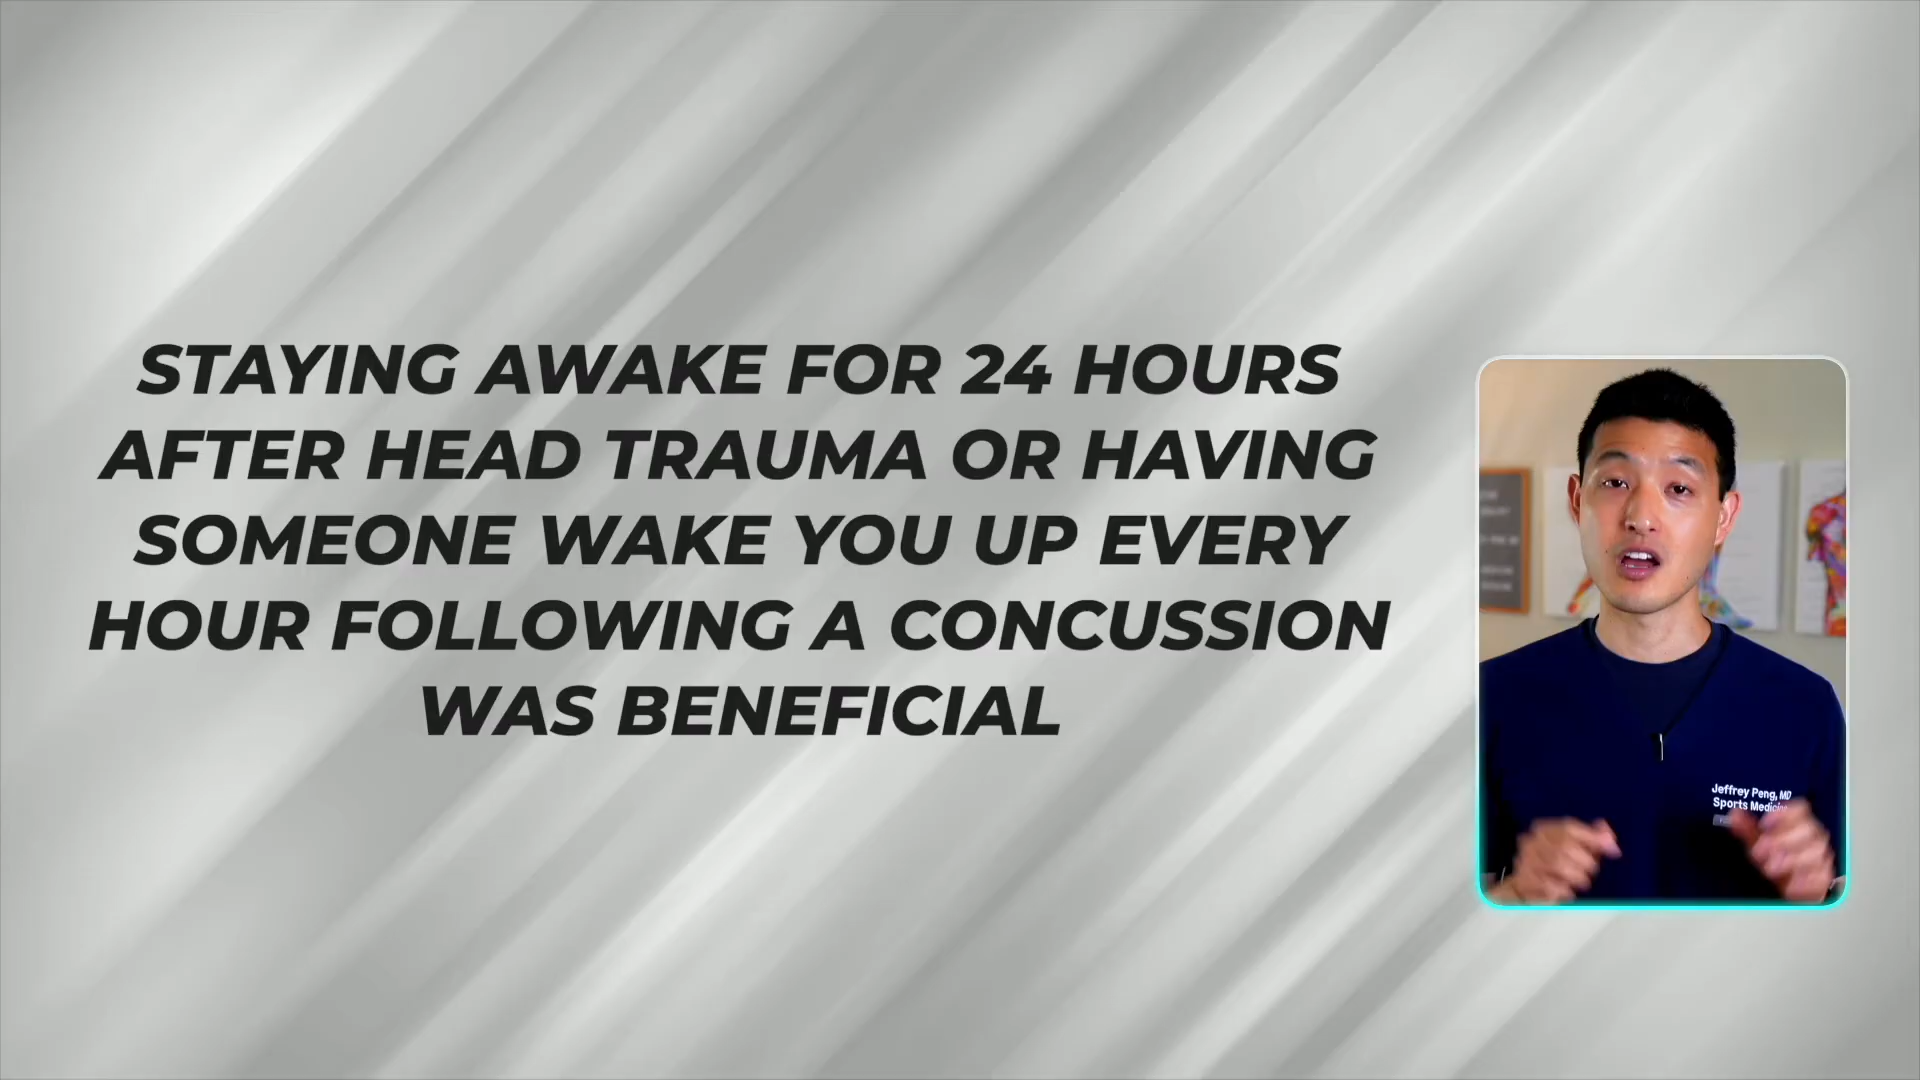 STAYING AWAKE FOR 24 HOURS
AFTER HEAD TRAUMA OR HAVING
SOMEONE WAKE YOU UP EVERY
HOUR FOLLOWING A CONCUSSION
WAS BENEFICIAL
Jeffrey Peng, MD
Sports